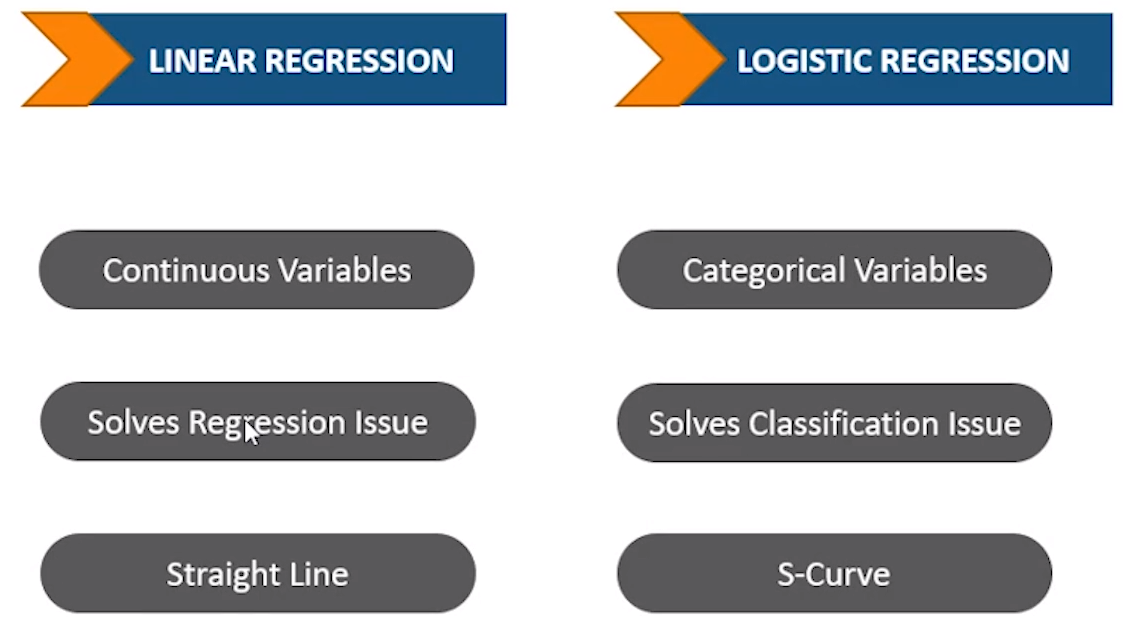 LINEAR REGRESSION
LOGISTIC REGRESSION
Continuous Variables
Categorical Variables
Solves Regression Issue
Solves Classification Issue
Straight Line
S-Curve